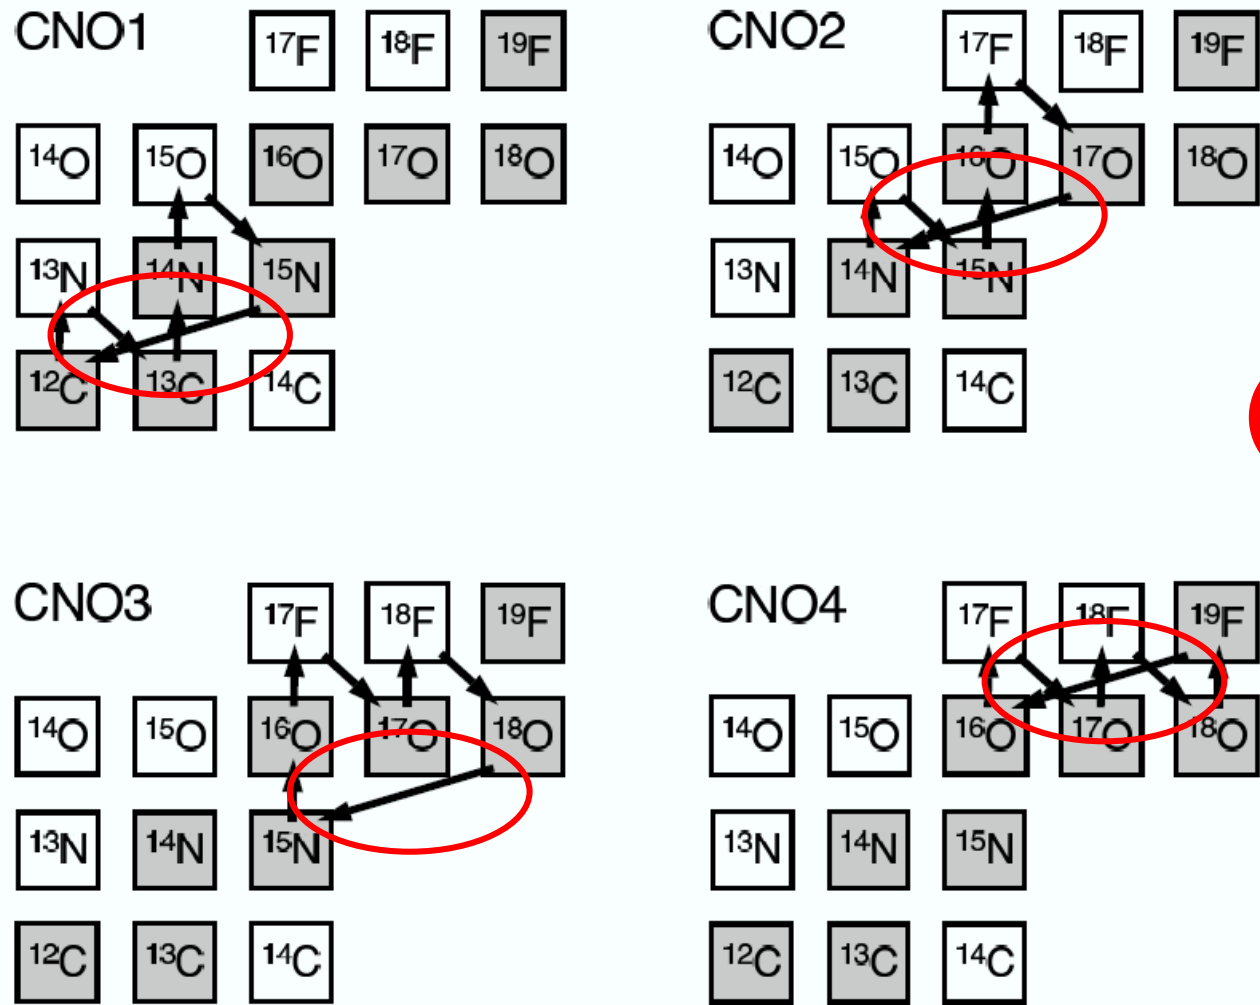 CNO1 ¹⁷F ¹⁸F ¹⁹F
¹⁴O ¹⁵O ¹⁶O ¹⁷O ¹⁸O
¹³N ¹⁴N ¹⁵N
¹²C ¹³C ¹⁴C
CNO2 ¹⁷F ¹⁸F ¹⁹F
¹⁴O ¹⁵O ¹⁶O ¹⁷O ¹⁸O
¹³N ¹⁴N ¹⁵N
¹²C ¹³C ¹⁴C
CNO3 ¹⁷F ¹⁸F ¹⁹F
¹⁴O ¹⁵O ¹⁶O ¹⁷O ¹⁸O
¹³N ¹⁴N ¹⁵N
¹²C ¹³C ¹⁴C
CNO4 ¹⁷F ¹⁸F ¹⁹F
¹⁴O ¹⁵O ¹⁶O ¹⁷O ¹⁸O
¹³N ¹⁴N ¹⁵N
¹²C ¹³C ¹⁴C